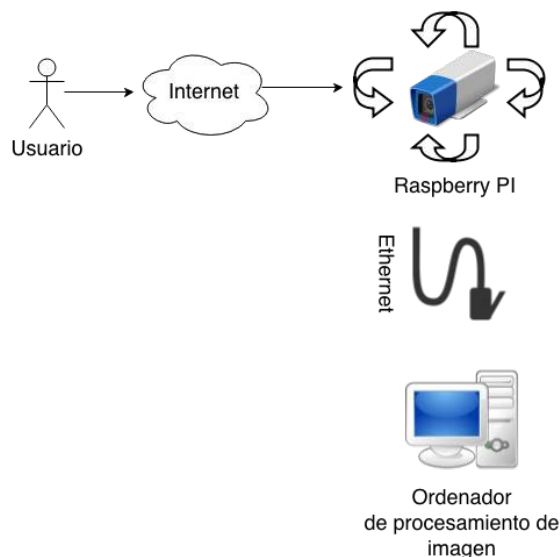 Internet
Usuario
Raspberry PI
Ethernet
Ordenador
de procesamiento de
imagen